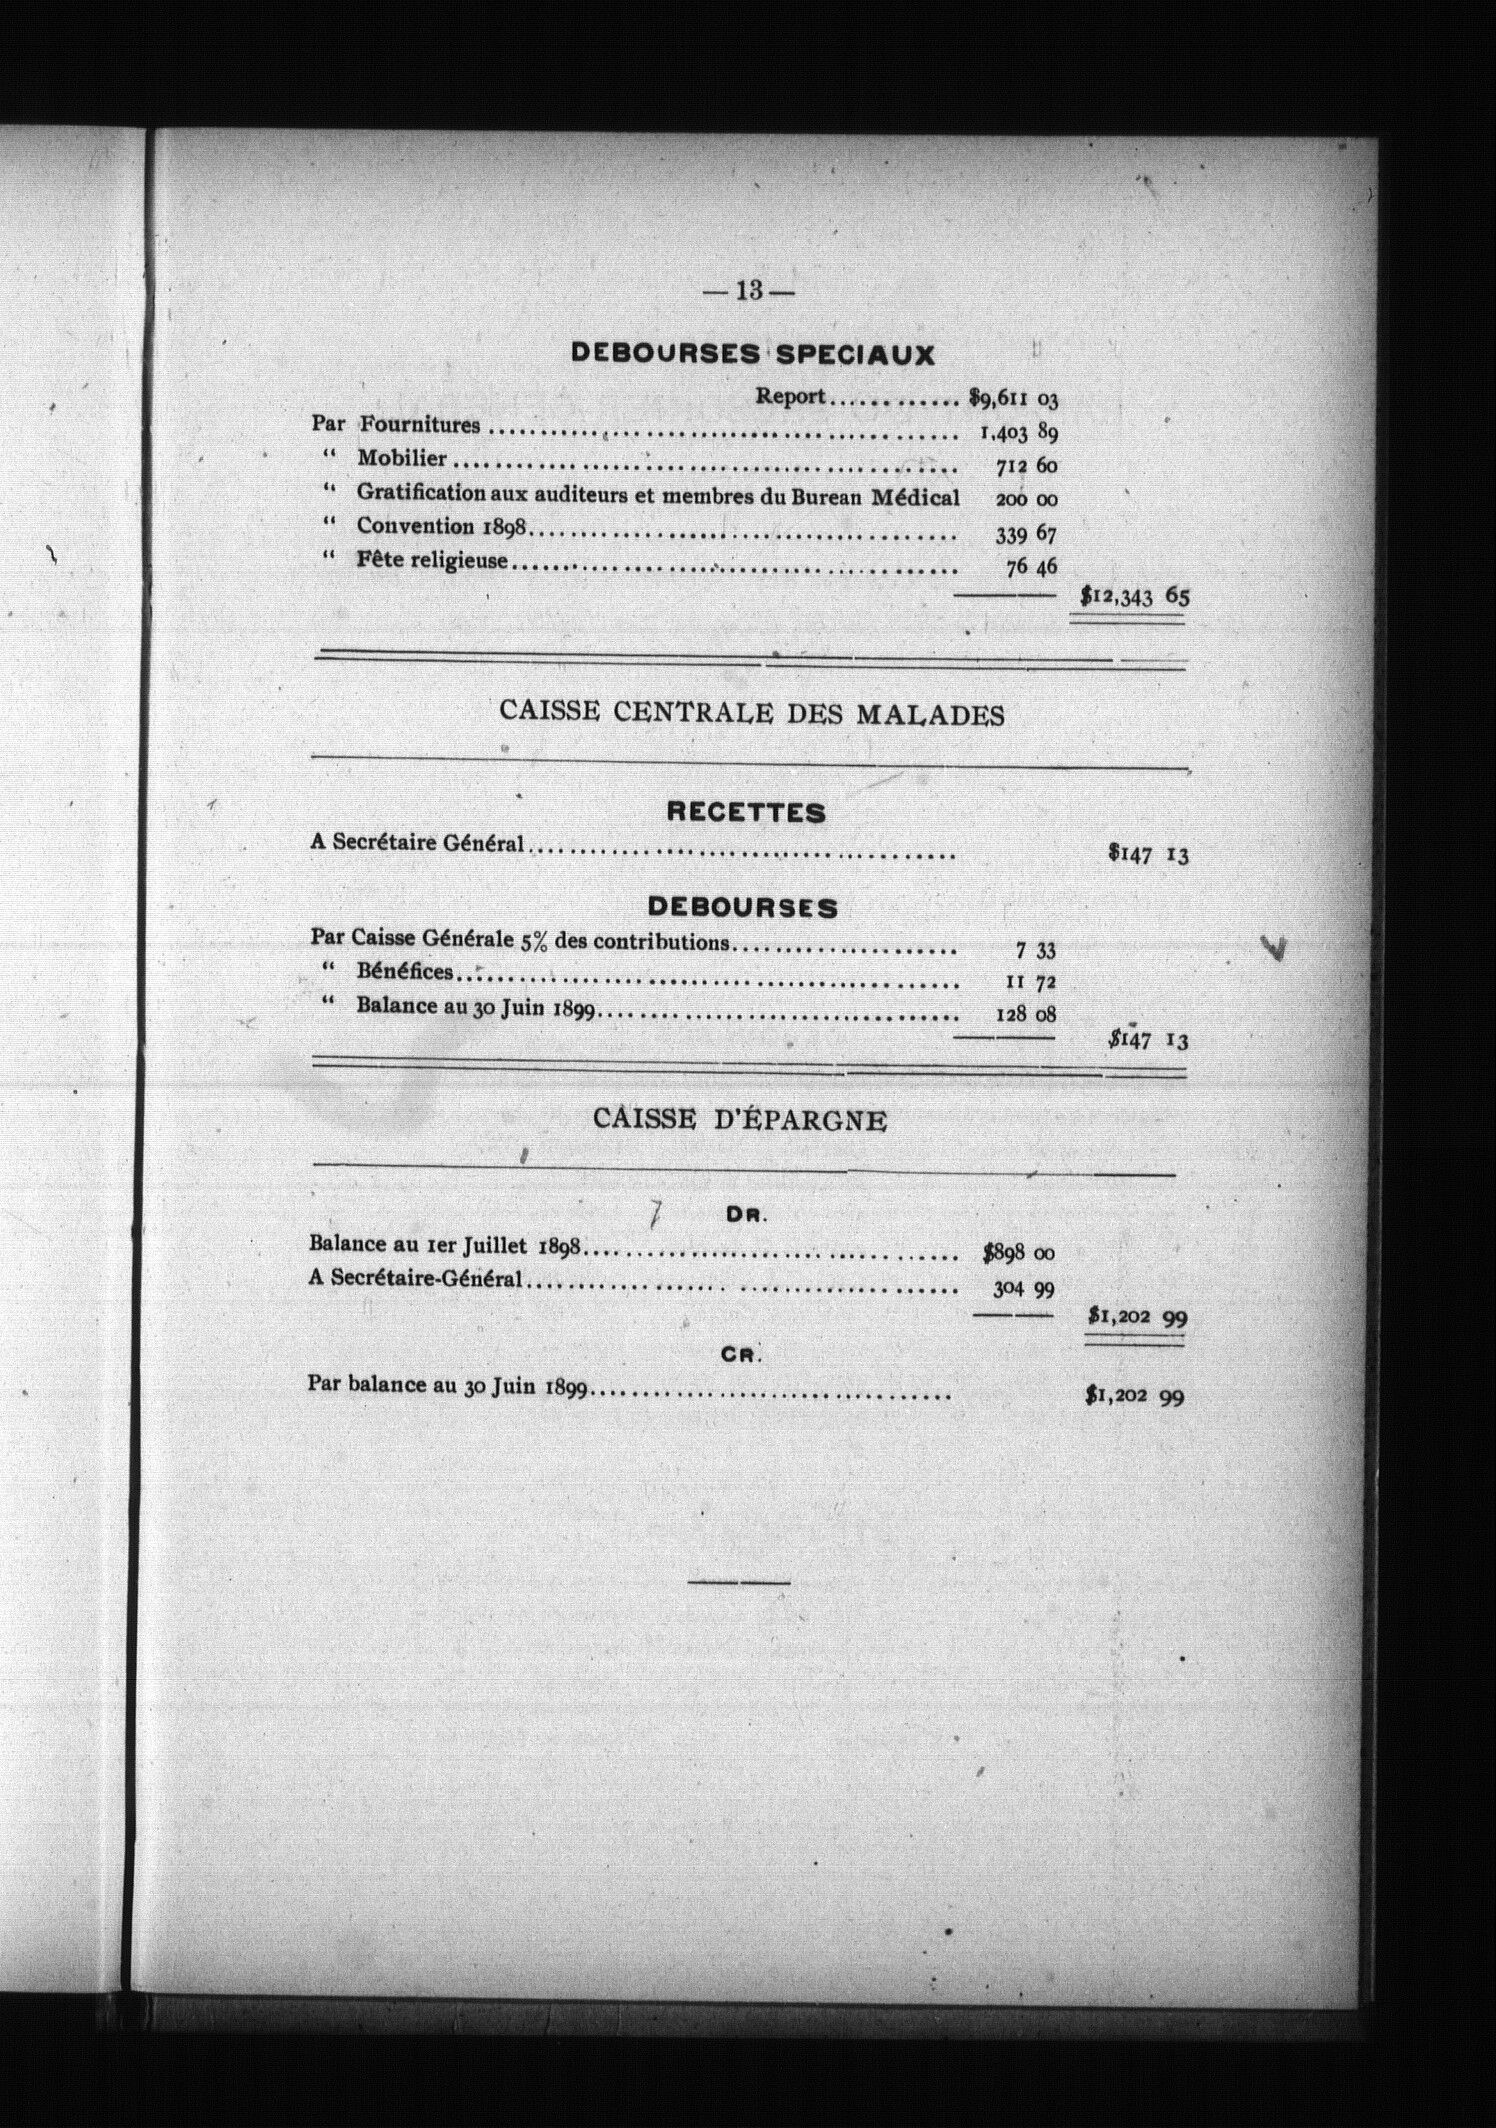 — 13 —
DEBOURSES SPECIAUX
Report............ $9,611 03
Par Fournitures ........................................ 1,403 89
“ Mobilier ........................................ 712 60
“ Gratification aux auditeurs et membres du Burean Médical 200 00
“ Convention 1898........................................ 339 67
“ Fête religieuse........................................ 76 46
$12,343 65
CAISSE CENTRALE DES MALADES
RECETTES
A Secrétaire Général........................................ $147 13
DEBOURSES
Par Caisse Générale 5% des contributions..................... 7 33
“ Bénéfices........................................ 11 72
“ Balance au 30 Juin 1899.................................. 128 08
$147 13
CAISSE D'ÉPARGNE
DR.
Balance au 1er Juillet 1898................................... $898 00
A Secrétaire-Général........................................ 304 99
$1,202 99
CR.
Par balance au 30 Juin 1899.................................. $1,202 99